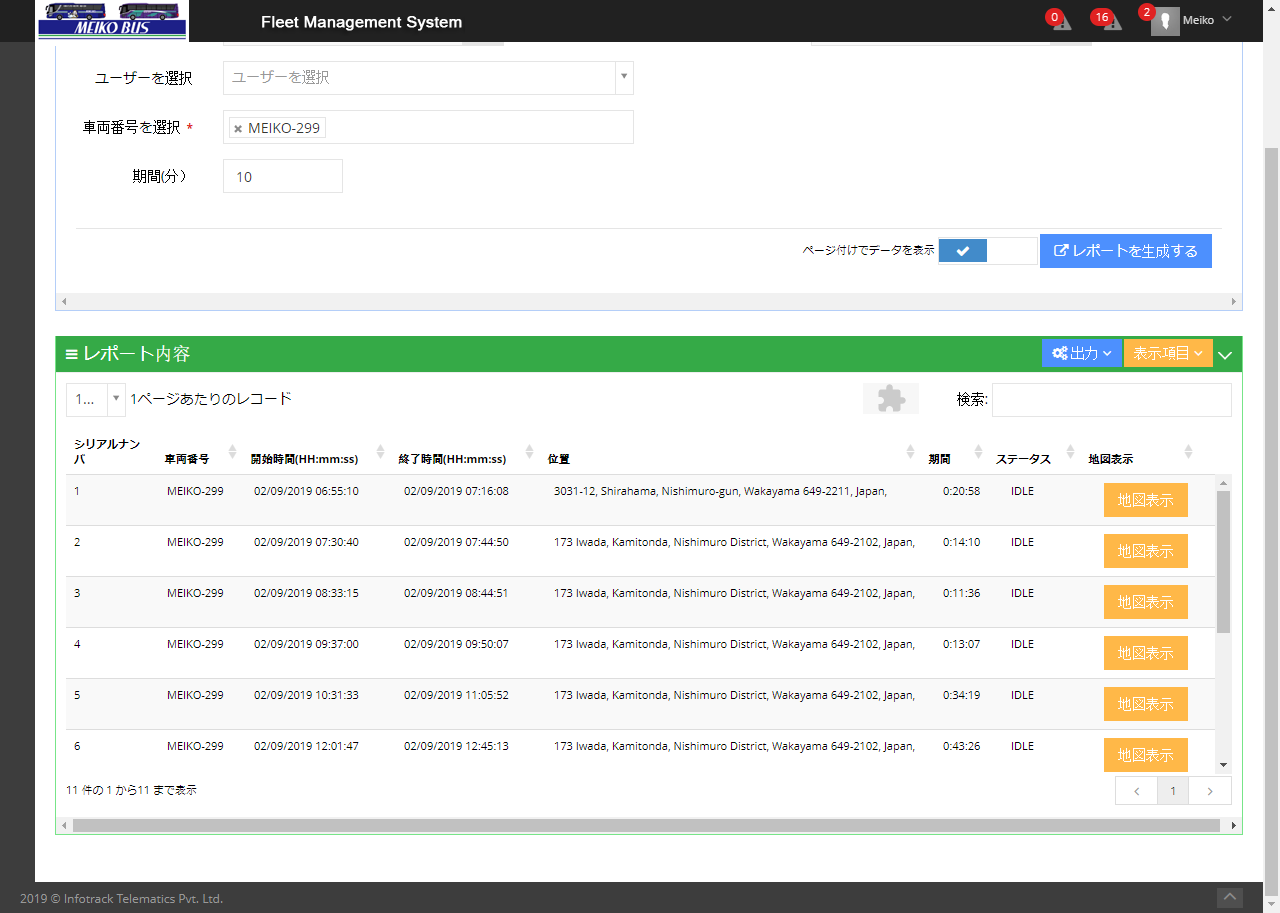 MEIKO BUS
Fleet Management System
0
16
2
Meiko
ユーザーを選択
ユーザーを選択
車両番号を選択 *
× MEIKO-299
期間(分)
10
ページ付けでデータを表示
レポートを生成する
レポート内容
出力
表示項目
1...
1ページあたりのレコード
検索:
シリアルナンバ 車両番号 開始時間(HH:mm:ss) 終了時間(HH:mm:ss) 位置 期間 ステータス 地図表示
1 MEIKO-299 02/09/2019 06:55:10 02/09/2019 07:16:08 3031-12, Shirahama, Nishimuro-gun, Wakayama 649-2211, Japan, 0:20:58 IDLE 地図表示
2 MEIKO-299 02/09/2019 07:30:40 02/09/2019 07:44:50 173 Iwada, Kamitonda, Nishimuro District, Wakayama 649-2102, Japan, 0:14:10 IDLE 地図表示
3 MEIKO-299 02/09/2019 08:33:15 02/09/2019 08:44:51 173 Iwada, Kamitonda, Nishimuro District, Wakayama 649-2102, Japan, 0:11:36 IDLE 地図表示
4 MEIKO-299 02/09/2019 09:37:00 02/09/2019 09:50:07 173 Iwada, Kamitonda, Nishimuro District, Wakayama 649-2102, Japan, 0:13:07 IDLE 地図表示
5 MEIKO-299 02/09/2019 10:31:33 02/09/2019 11:05:52 173 Iwada, Kamitonda, Nishimuro District, Wakayama 649-2102, Japan, 0:34:19 IDLE 地図表示
6 MEIKO-299 02/09/2019 12:01:47 02/09/2019 12:45:13 173 Iwada, Kamitonda, Nishimuro District, Wakayama 649-2102, Japan, 0:43:26 IDLE 地図表示
11 件の 1 から11 まで表示
1
2019 © Infotrack Telematics Pvt. Ltd.